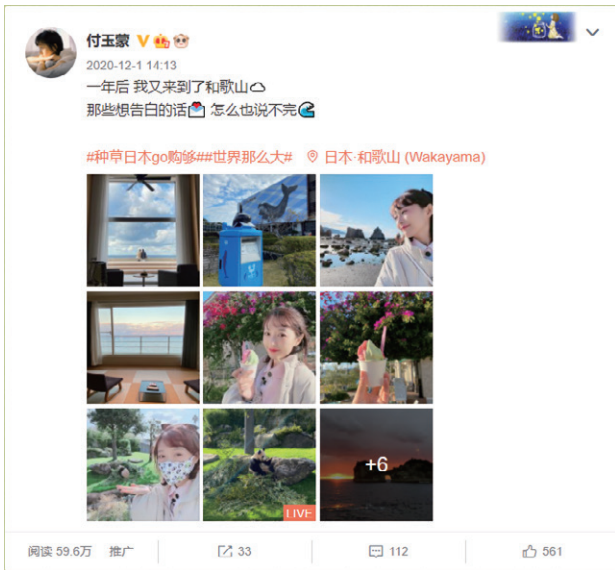 付玉蒙
2020-12-1 14:13
一年后 我又来到了和歌山
那些想告白的话 怎么也说不完
#种草日本go购够##世界那么大# 日本·和歌山 (Wakayama)
+6
LIVE
阅读 59.6万 推广 33 112 561